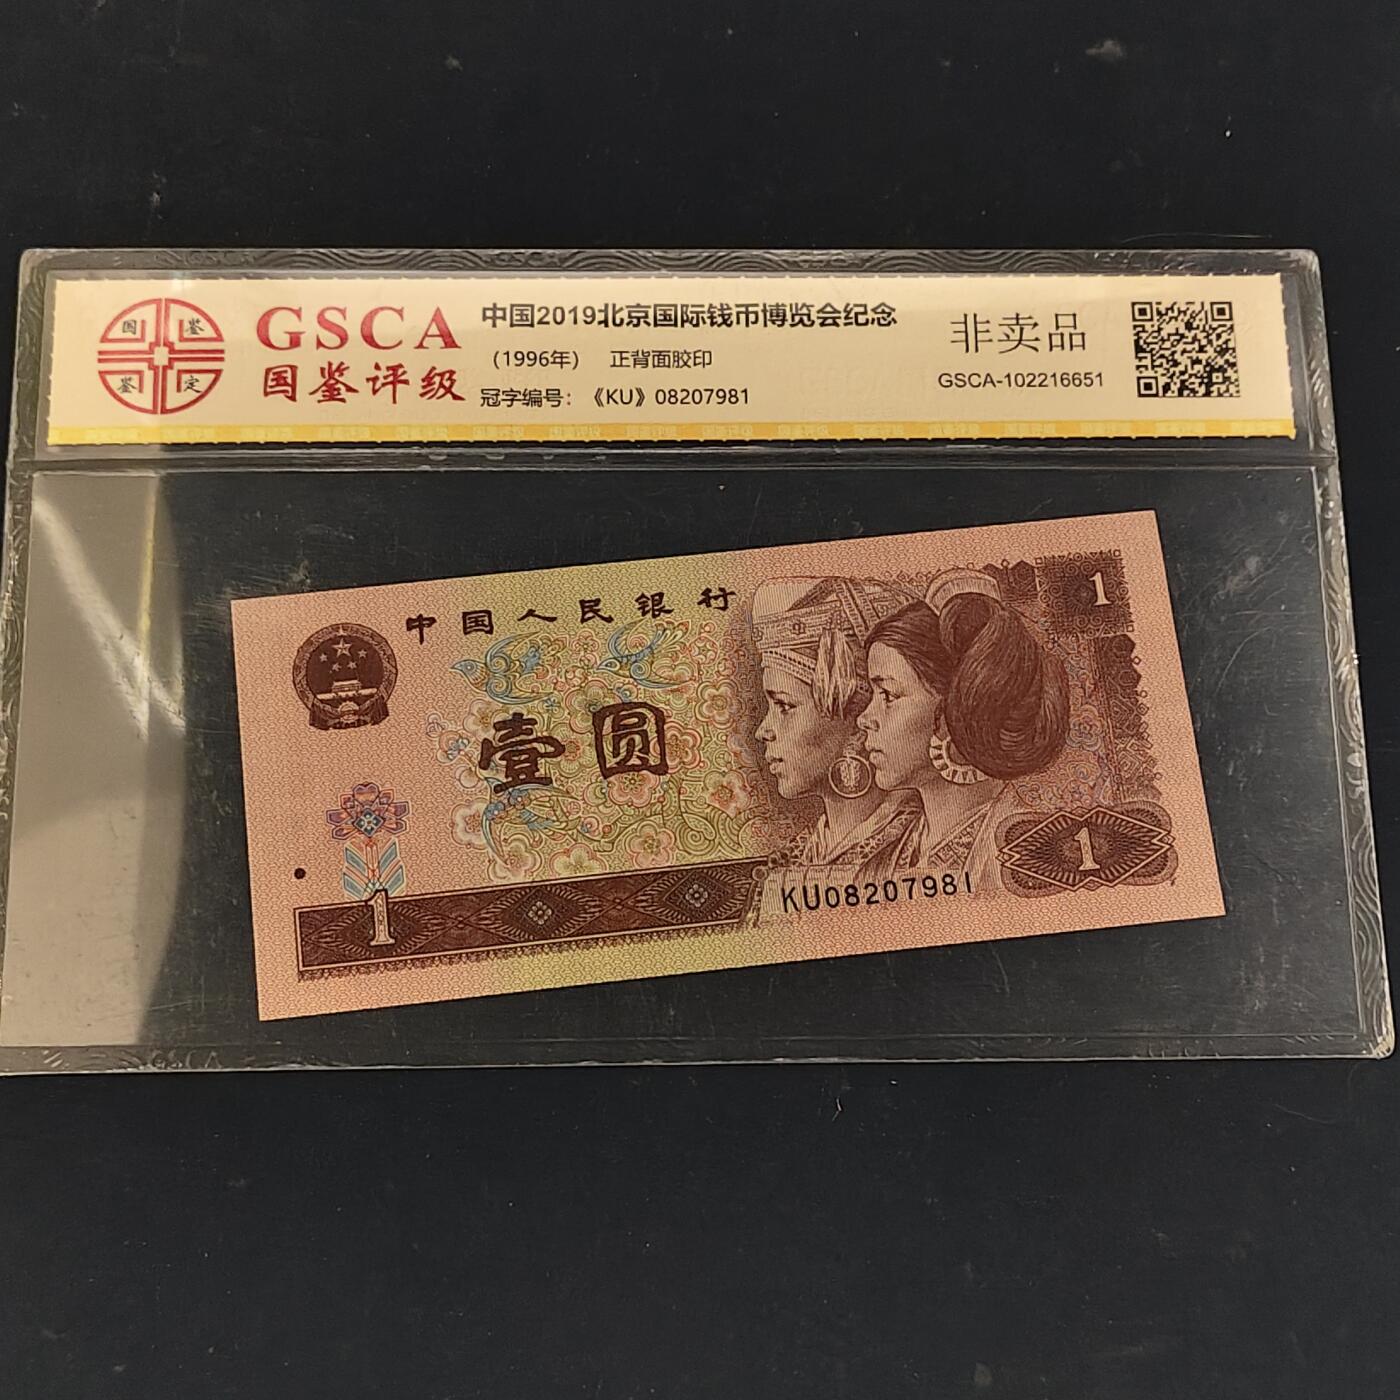 国 鉴
鉴 定
GSCA
国鉴评级
中国2019北京国际钱币博览会纪念
(1996年) 正背面胶印
冠字编号：《KU》08207981
非卖品
GSCA-102216651
中国人民银行
壹圆
1
1
1
KU08207981
GSCA